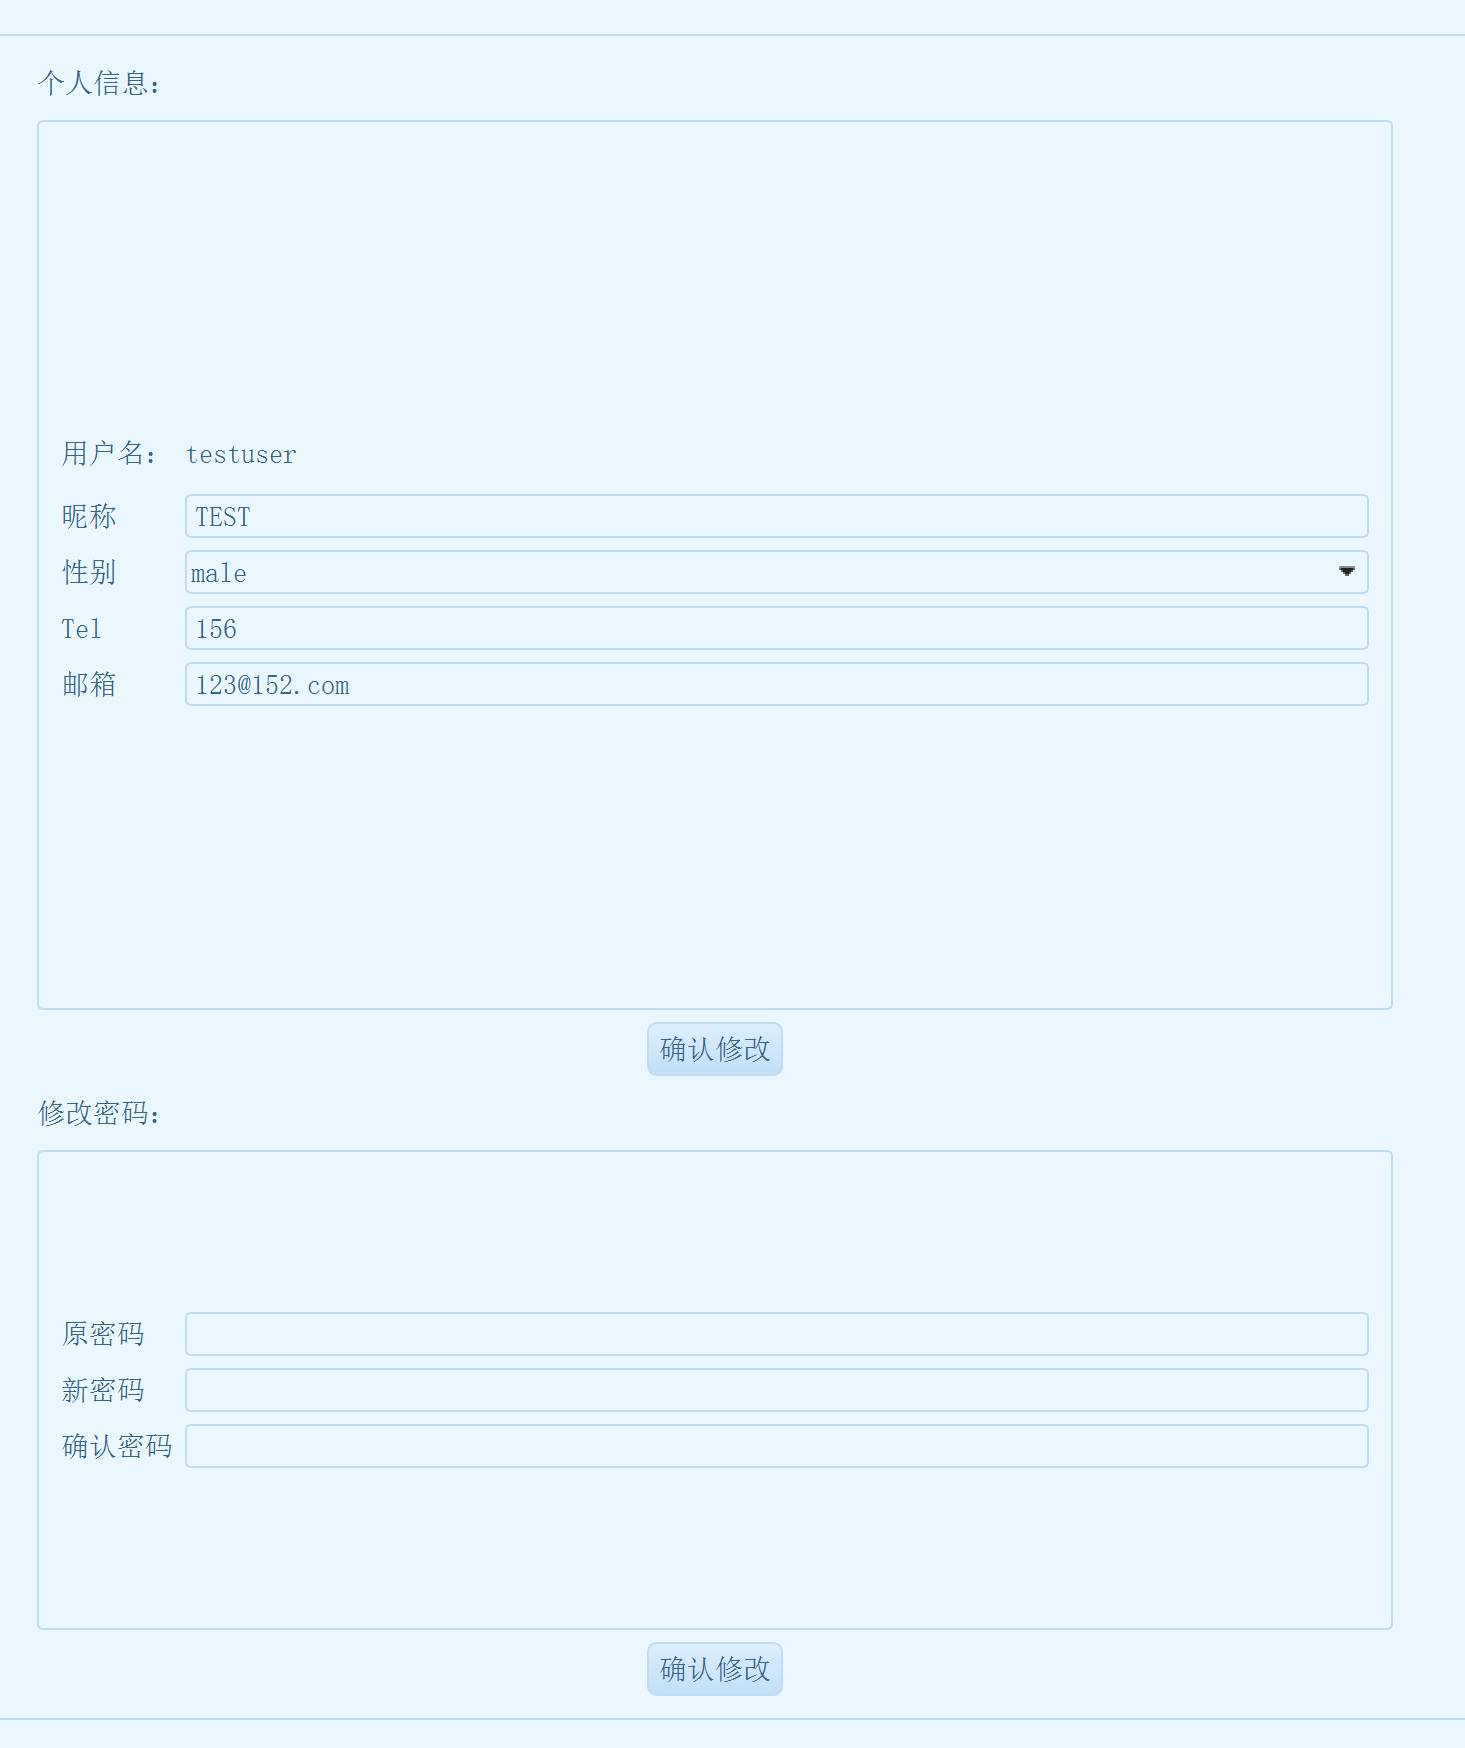 个人信息：
用户名： testuser
昵称 TEST
性别 male
Tel 156
邮箱 123@152.com
确认修改
修改密码：
原密码
新密码
确认密码
确认修改